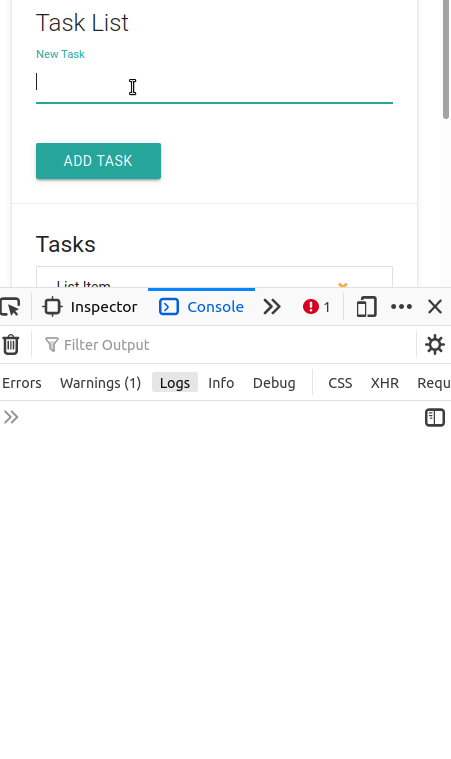 Task List
New Task
ADD TASK
Tasks
List Item
Inspector Console 1
Filter Output
Errors Warnings (1) Logs Info Debug CSS XHR Requ